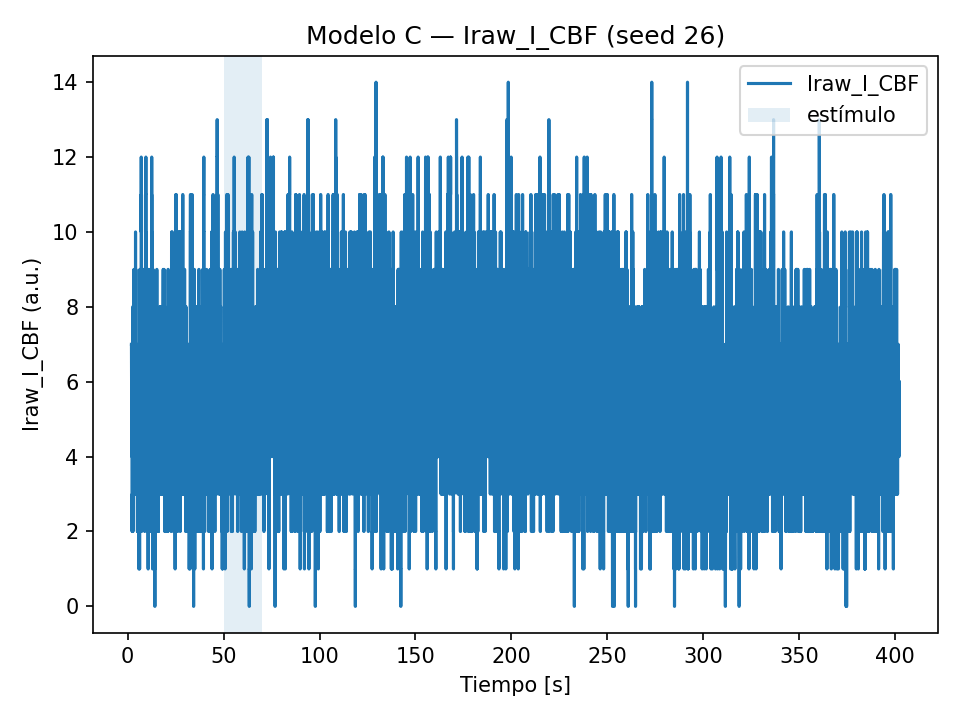 Modelo C — Iraw_I_CBF (seed 26)
Iraw_I_CBF
estímulo
14
12
10
8
6
4
2
0
Iraw_I_CBF (a.u.)
0 50 100 150 200 250 300 350 400
Tiempo [s]